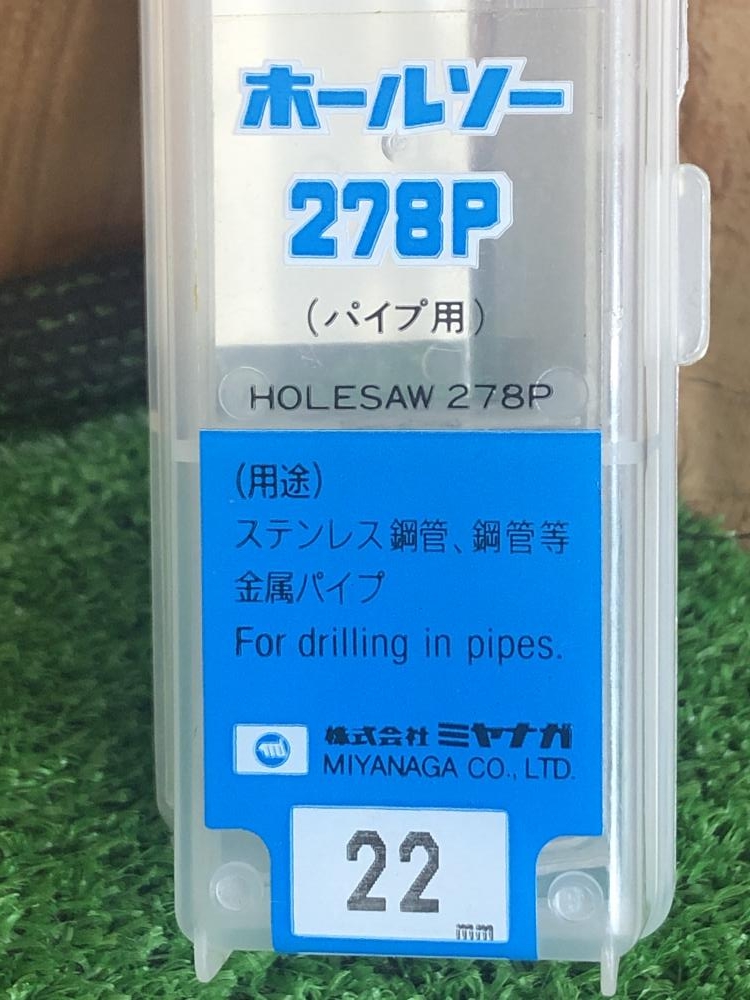 ホールソー
278P
(パイプ用)
HOLESAW 278P
(用途)
ステンレス鋼管、鋼管等
金属パイプ
For drilling in pipes.
株式会社 ミヤナガ
MIYANAGA CO., LTD.
22
mm